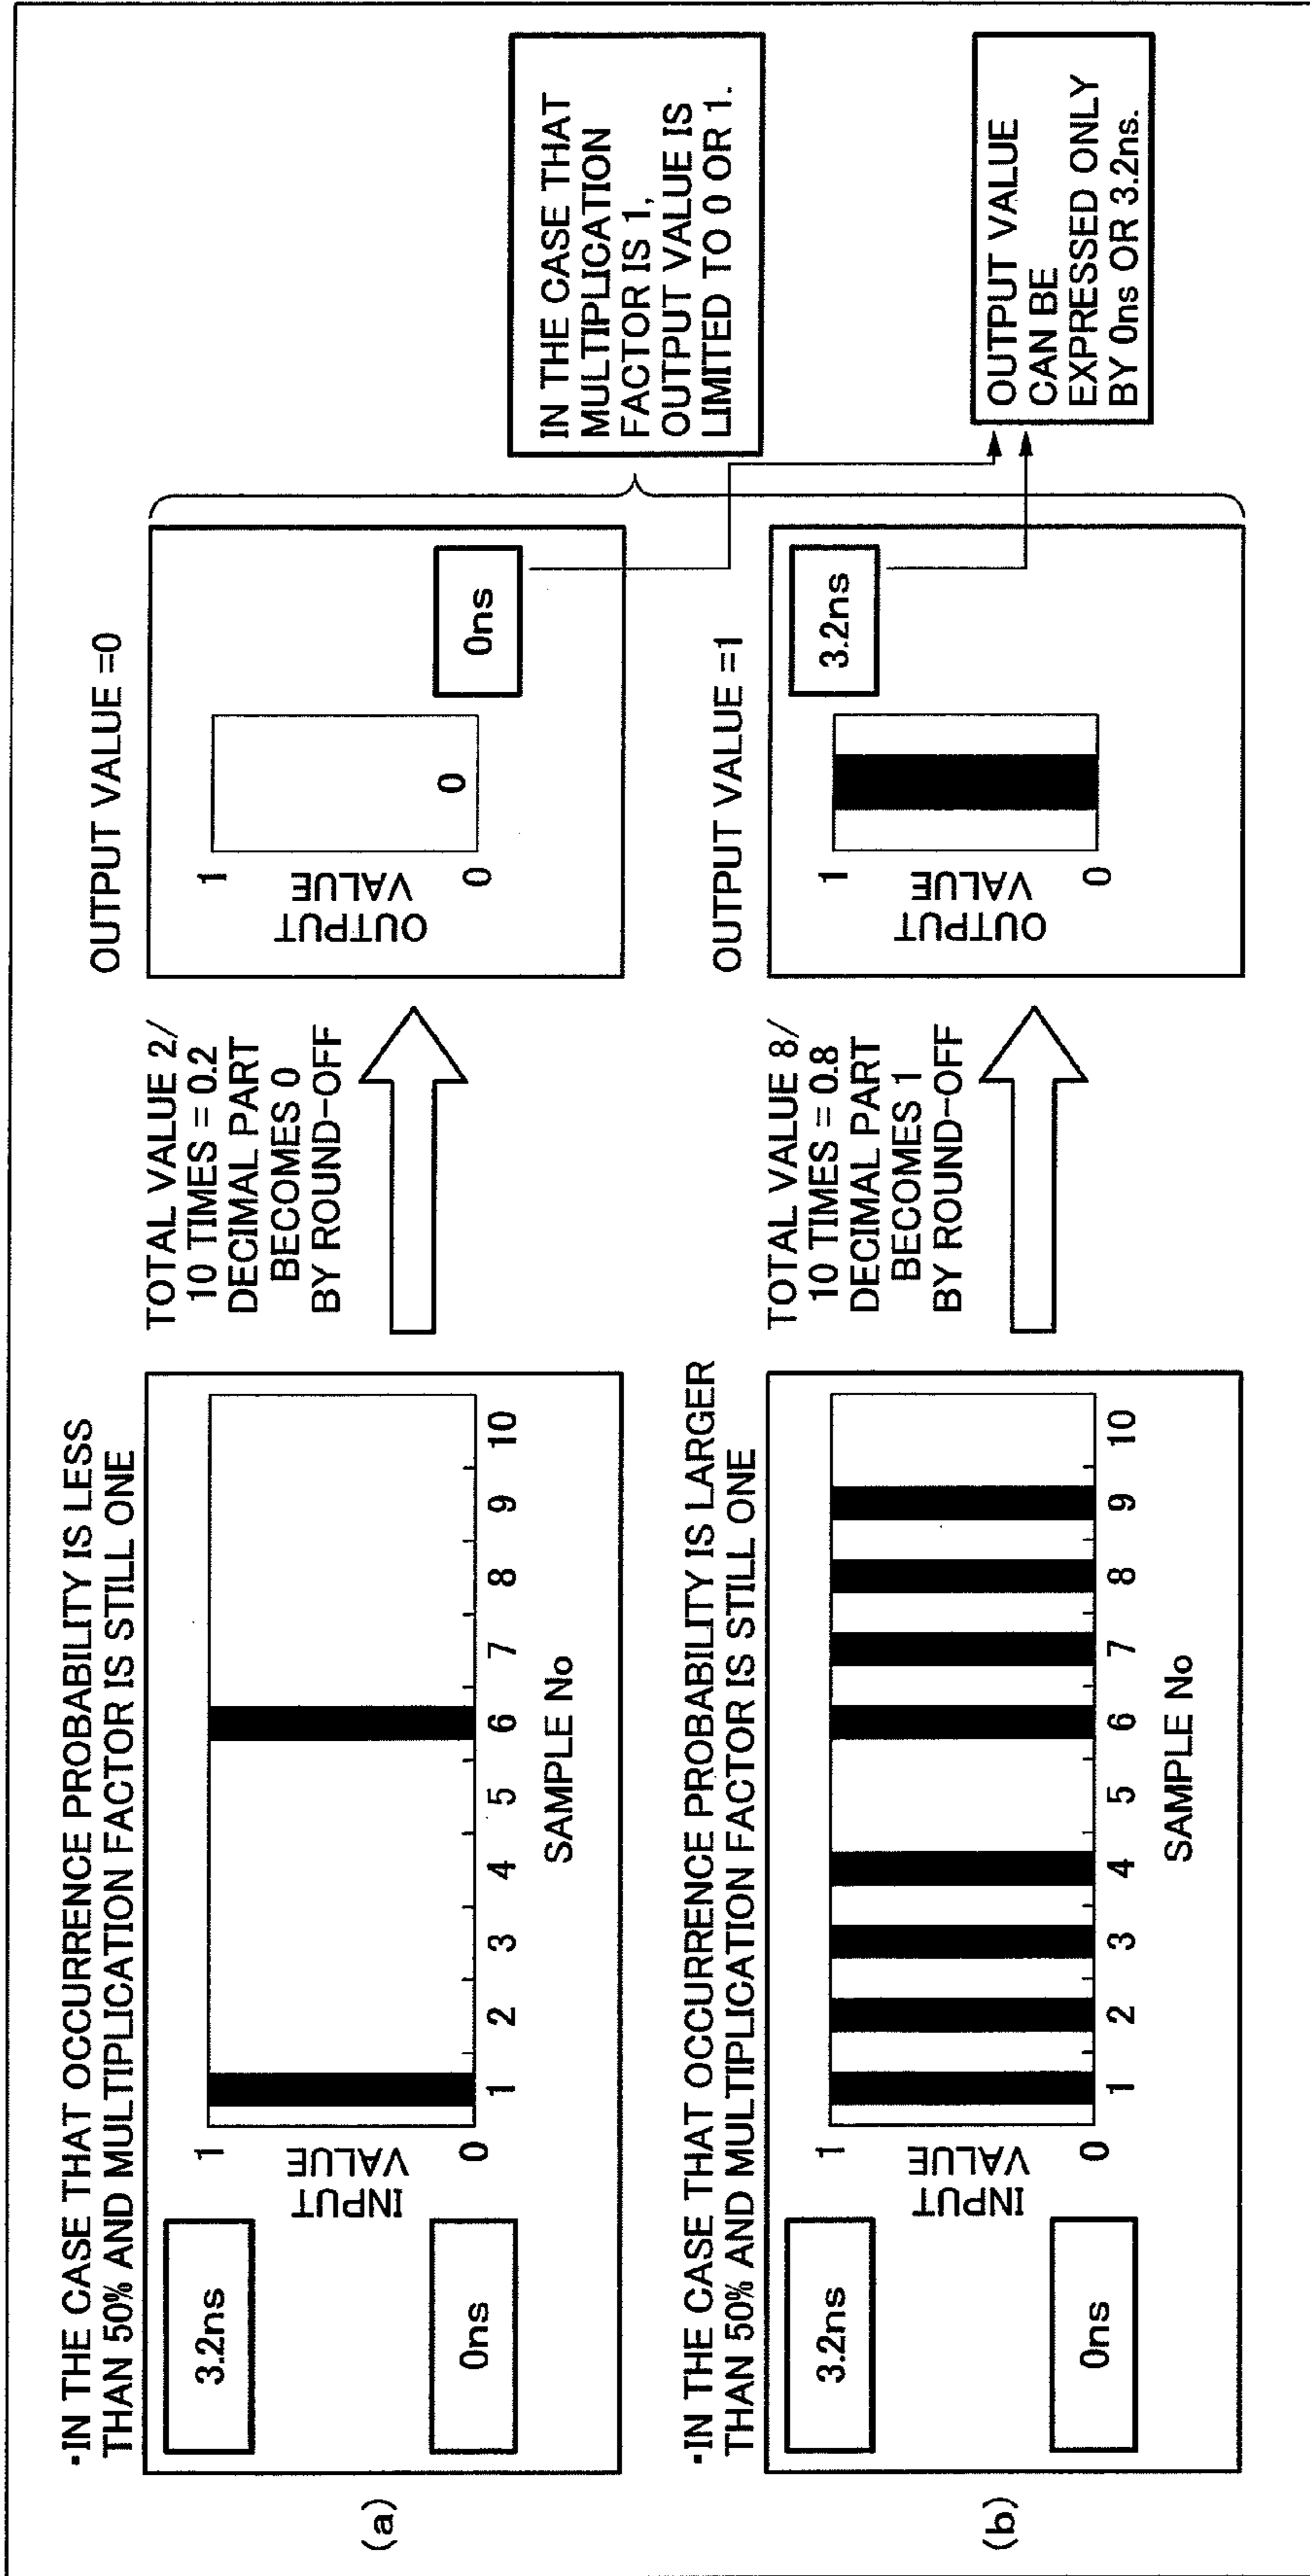 •IN THE CASE THAT OCCURRENCE PROBABILITY IS LESS
THAN 50% AND MULTIPLICATION FACTOR IS STILL ONE
(a)
3.2ns
0ns
INPUT
VALUE
1
0
1 2 3 4 5 6 7 8 9 10
SAMPLE No
TOTAL VALUE 2/
10 TIMES = 0.2
DECIMAL PART
BECOMES 0
BY ROUND-OFF
OUTPUT VALUE =0
OUTPUT
VALUE
1
0
0
0ns
•IN THE CASE THAT OCCURRENCE PROBABILITY IS LARGER
THAN 50% AND MULTIPLICATION FACTOR IS STILL ONE
(b)
3.2ns
0ns
INPUT
VALUE
1
0
1 2 3 4 5 6 7 8 9 10
SAMPLE No
TOTAL VALUE 8/
10 TIMES = 0.8
DECIMAL PART
BECOMES 1
BY ROUND-OFF
OUTPUT VALUE =1
OUTPUT
VALUE
1
0
3.2ns
IN THE CASE THAT
MULTIPLICATION
FACTOR IS 1,
OUTPUT VALUE IS
LIMITED TO 0 OR 1.
OUTPUT VALUE
CAN BE
EXPRESSED ONLY
BY 0ns OR 3.2ns.